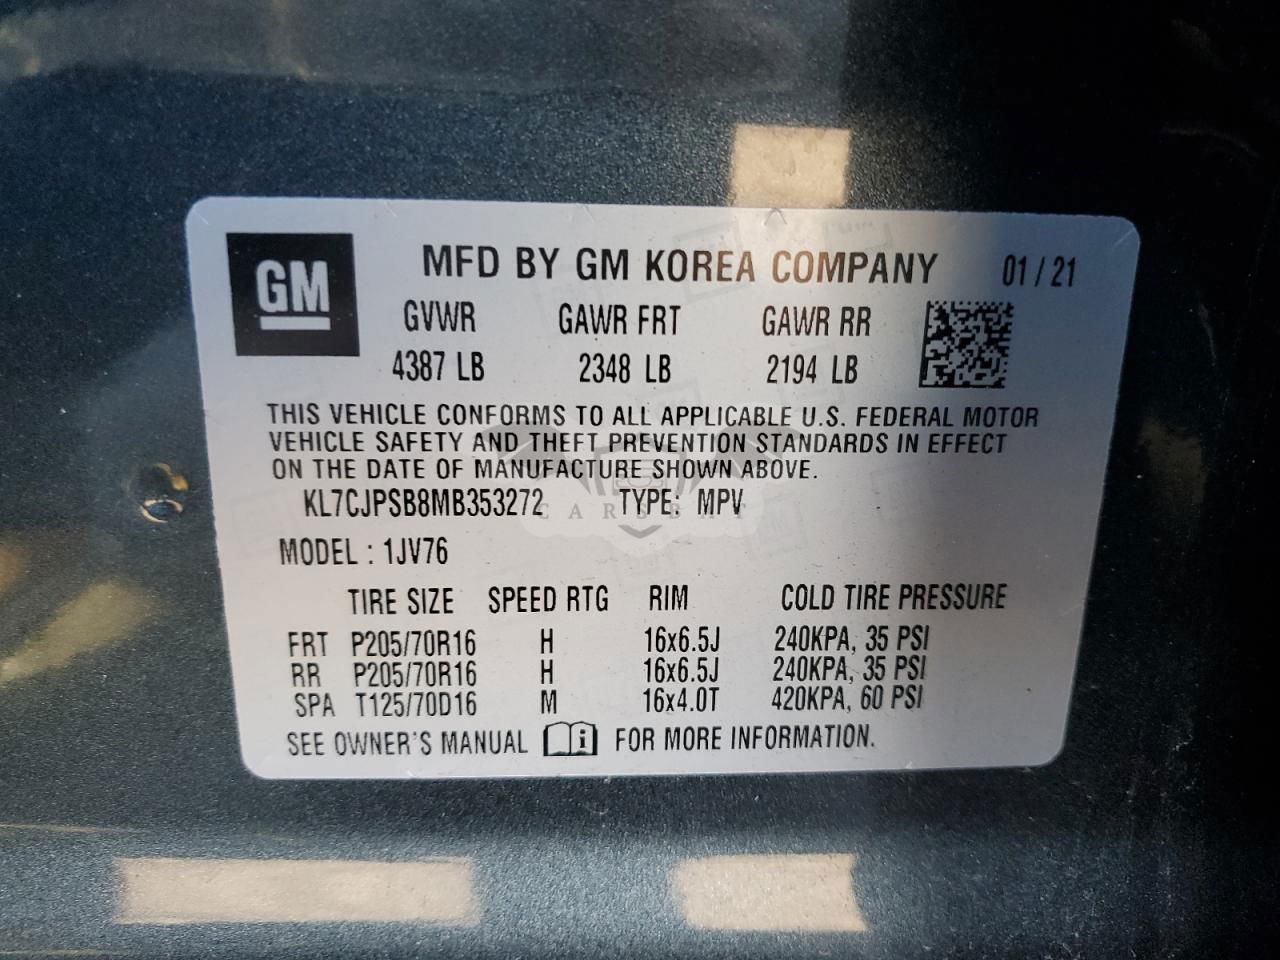 GM MFD BY GM KOREA COMPANY 01/21
GVWR GAWR FRT GAWR RR
4387 LB 2348 LB 2194 LB
THIS VEHICLE CONFORMS TO ALL APPLICABLE U.S. FEDERAL MOTOR
VEHICLE SAFETY AND THEFT PREVENTION STANDARDS IN EFFECT
ON THE DATE OF MANUFACTURE SHOWN ABOVE.
KL7CJPSB8MB353272 TYPE: MPV
CARSBAT
MODEL : 1JV76
TIRE SIZE SPEED RTG RIM COLD TIRE PRESSURE
FRT P205/70R16 H 16x6.5J 240KPA, 35 PSI
RR P205/70R16 H 16x6.5J 240KPA, 35 PSI
SPA T125/70D16 M 16x4.0T 420KPA, 60 PSI
SEE OWNER'S MANUAL i FOR MORE INFORMATION.